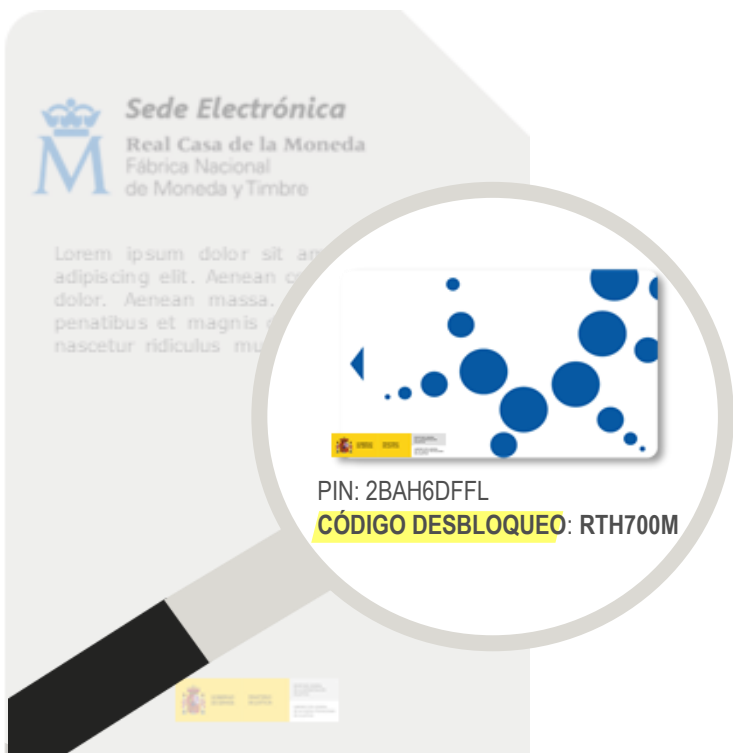 Sede Electrónica
Real Casa de la Moneda
Fábrica Nacional
de Moneda y Timbre
Lorem ipsum dolor sit am
adipiscing elit. Aenean co
dolor. Aenean massa.
penatibus et magnis
nascetur ridiculus mu
PIN: 2BAH6DFFL
CÓDIGO DESBLOQUEO: RTH700M